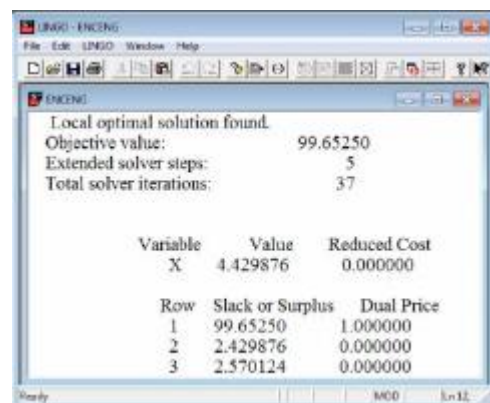 LINGO - ENCENG
File Edit LINGO Window Help
ENCENG
Local optimal solution found.
Objective value: 99.65250
Extended solver steps: 5
Total solver iterations: 37
Variable Value Reduced Cost
X 4.429876 0.000000
Row Slack or Surplus Dual Price
1 99.65250 1.000000
2 2.429876 0.000000
3 2.570124 0.000000
Ready MOD Ln 12,